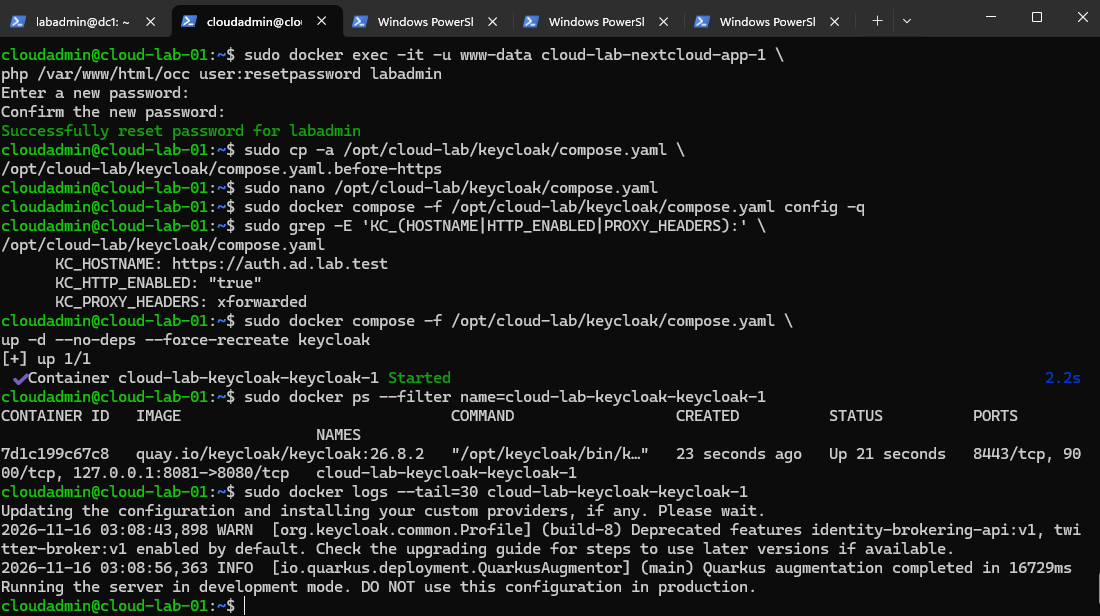 labadmin@dc1: ~
cloudadmin@clo
Windows PowerSl
Windows PowerSl
Windows PowerSl
cloudadmin@cloud-lab-01:~$ sudo docker exec -it -u www-data cloud-lab-nextcloud-app-1 \
php /var/www/html/occ user:resetpassword labadmin
Enter a new password:
Confirm the new password:
Successfully reset password for labadmin
cloudadmin@cloud-lab-01:~$ sudo cp -a /opt/cloud-lab/keycloak/compose.yaml \
/opt/cloud-lab/keycloak/compose.yaml.before-https
cloudadmin@cloud-lab-01:~$ sudo nano /opt/cloud-lab/keycloak/compose.yaml
cloudadmin@cloud-lab-01:~$ sudo docker compose -f /opt/cloud-lab/keycloak/compose.yaml config -q
cloudadmin@cloud-lab-01:~$ sudo grep -E 'KC_(HOSTNAME|HTTP_ENABLED|PROXY_HEADERS):' \
/opt/cloud-lab/keycloak/compose.yaml
      KC_HOSTNAME: https://auth.ad.lab.test
      KC_HTTP_ENABLED: "true"
      KC_PROXY_HEADERS: xforwarded
cloudadmin@cloud-lab-01:~$ sudo docker compose -f /opt/cloud-lab/keycloak/compose.yaml \
up -d --no-deps --force-recreate keycloak
[+] up 1/1
 ✔Container cloud-lab-keycloak-keycloak-1 Started 2.2s
cloudadmin@cloud-lab-01:~$ sudo docker ps --filter name=cloud-lab-keycloak-keycloak-1
CONTAINER ID   IMAGE                              COMMAND                  CREATED          STATUS          PORTS
                                   NAMES
7d1c199c67c8   quay.io/keycloak/keycloak:26.8.2   "/opt/keycloak/bin/k…"   23 seconds ago   Up 21 seconds   8443/tcp, 90
00/tcp, 127.0.0.1:8081->8080/tcp   cloud-lab-keycloak-keycloak-1
cloudadmin@cloud-lab-01:~$ sudo docker logs --tail=30 cloud-lab-keycloak-keycloak-1
Updating the configuration and installing your custom providers, if any. Please wait.
2026-11-16 03:08:43,898 WARN  [org.keycloak.common.Profile] (build-8) Deprecated features identity-brokering-api:v1, twi
tter-broker:v1 enabled by default. Check the upgrading guide for steps to use later versions if available.
2026-11-16 03:08:56,363 INFO  [io.quarkus.deployment.QuarkusAugmentor] (main) Quarkus augmentation completed in 16729ms
Running the server in development mode. DO NOT use this configuration in production.
cloudadmin@cloud-lab-01:~$